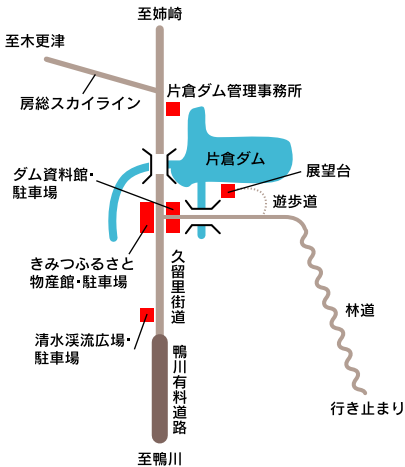 至姉崎
至木更津
房総スカイライン
片倉ダム管理事務所
片倉ダム
展望台
ダム資料館・
駐車場
遊歩道
きみつふるさと
物産館・駐車場
久留里街道
林道
清水渓流広場・
駐車場
鴨川有料道路
行き止まり
至鴨川